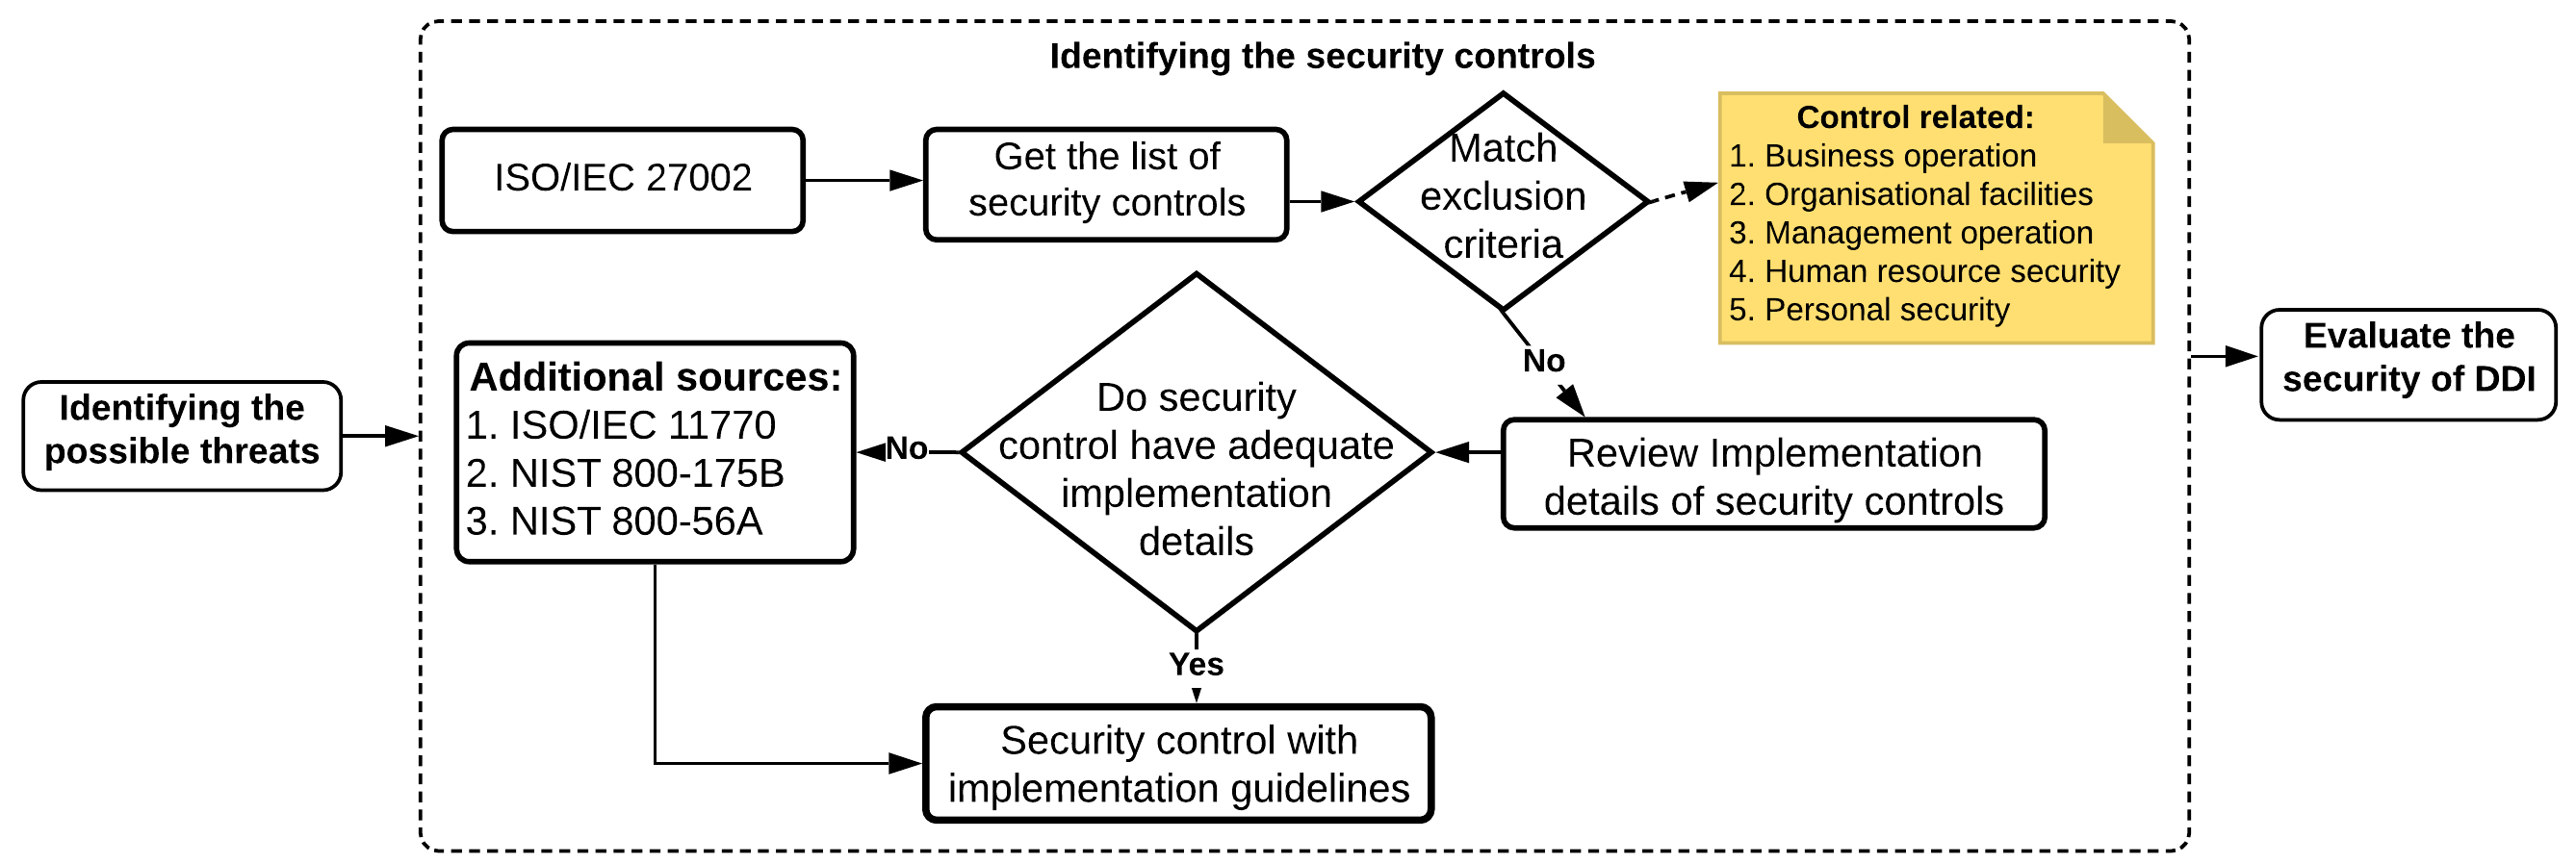 Identifying the security controls
ISO/IEC 27002
Get the list of
security controls
Match
exclusion
criteria
Control related:
1. Business operation
2. Organisational facilities
3. Management operation
4. Human resource security
5. Personal security
No
Review Implementation
details of security controls
Do security
control have adequate
implementation
details
No
Additional sources:
1. ISO/IEC 11770
2. NIST 800-175B
3. NIST 800-56A
Yes
Security control with
implementation guidelines
Identifying the
possible threats
Evaluate the
security of DDI